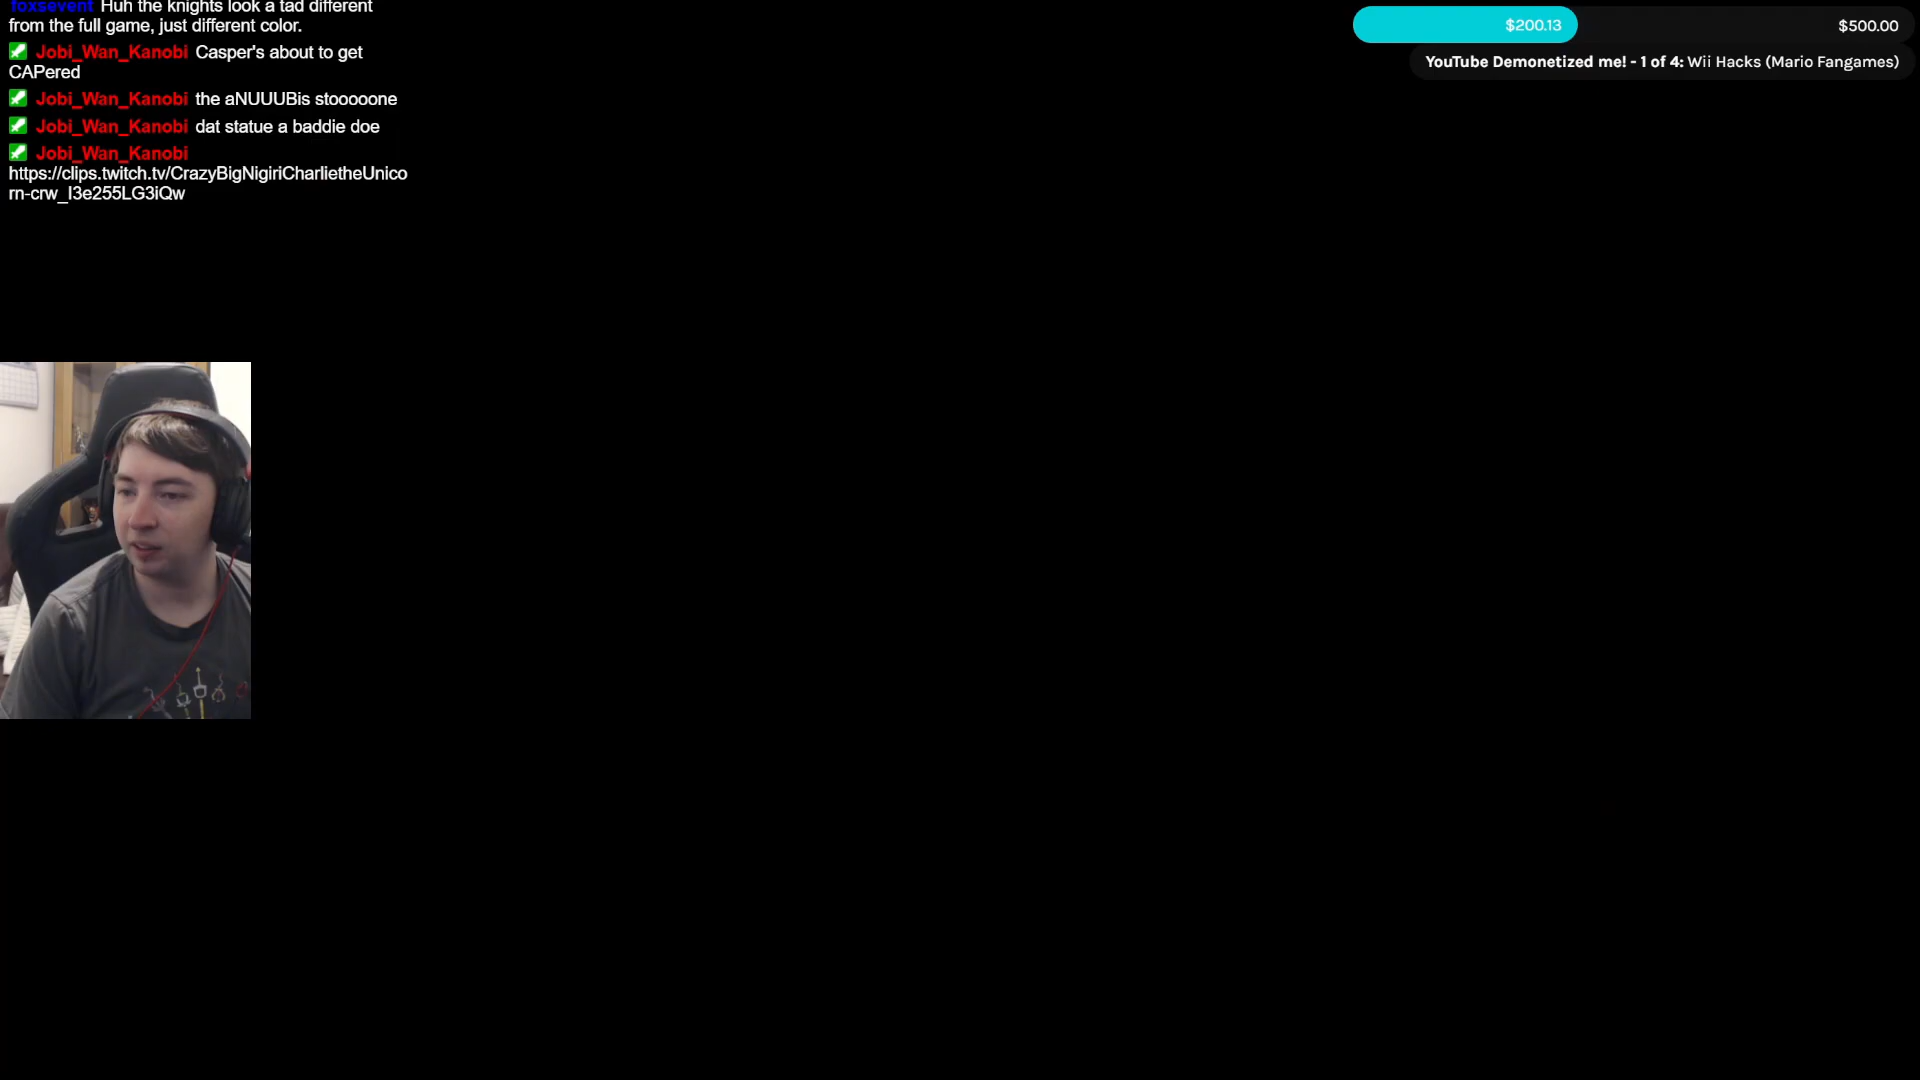 foxsevent Huh the knights look a tad different
from the full game, just different color.
Jobi_Wan_Kanobi Casper's about to get
CAPered
Jobi_Wan_Kanobi the aNUUUBis stooooone
Jobi_Wan_Kanobi dat statue a baddie doe
Jobi_Wan_Kanobi
https://clips.twitch.tv/CrazyBigNigiriCharlietheUnico
rn-crw_I3e255LG3iQw
$200.13
$500.00
YouTube Demonetized me! - 1 of 4: Wii Hacks (Mario Fangames)